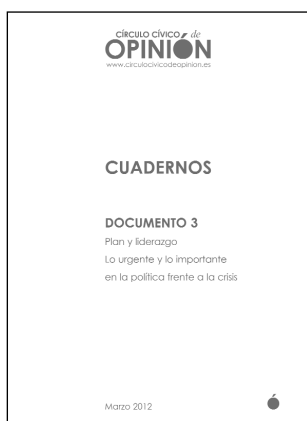 CÍRCULO CÍVICO de
OPINIÓN
www.circulocivicodeopinion.es
CUADERNOS
DOCUMENTO 3
Plan y liderazgo
Lo urgente y lo importante
en la política frente a la crisis
Marzo 2012